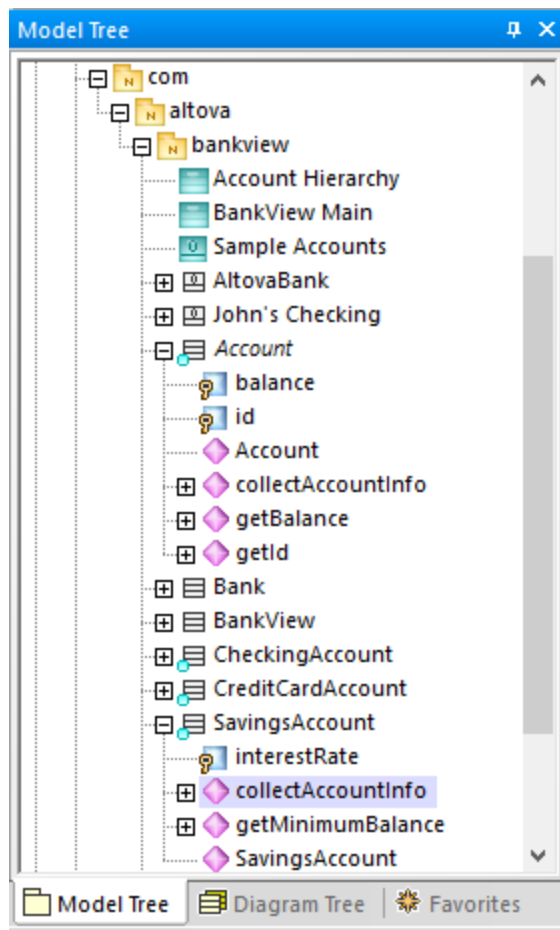 Model Tree
com
altova
bankview
Account Hierarchy
BankView Main
Sample Accounts
AltovaBank
John's Checking
Account
balance
id
Account
collectAccountInfo
getBalance
getId
Bank
BankView
CheckingAccount
CreditCardAccount
SavingsAccount
interestRate
collectAccountInfo
getMinimumBalance
SavingsAccount
Model Tree Diagram Tree Favorites